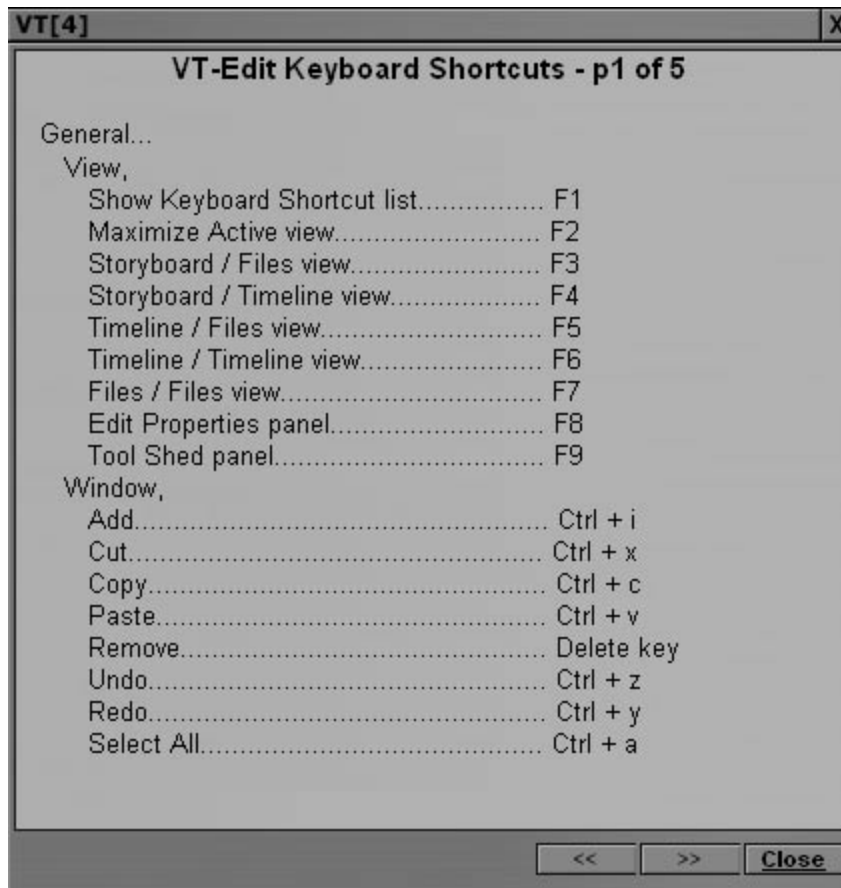 VT[4]
X
VT-Edit Keyboard Shortcuts - p1 of 5
General...
View,
Show Keyboard Shortcut list................ F1
Maximize Active view.......................... F2
Storyboard / Files view........................ F3
Storyboard / Timeline view................... F4
Timeline / Files view............................ F5
Timeline / Timeline view....................... F6
Files / Files view................................. F7
Edit Properties panel........................... F8
Tool Shed panel.................................. F9
Window,
Add.................................................... Ctrl + i
Cut..................................................... Ctrl + x
Copy................................................... Ctrl + c
Paste.................................................. Ctrl + v
Remove.............................................. Delete key
Undo.................................................. Ctrl + z
Redo.................................................. Ctrl + y
Select All........................................... Ctrl + a
<< >> Close